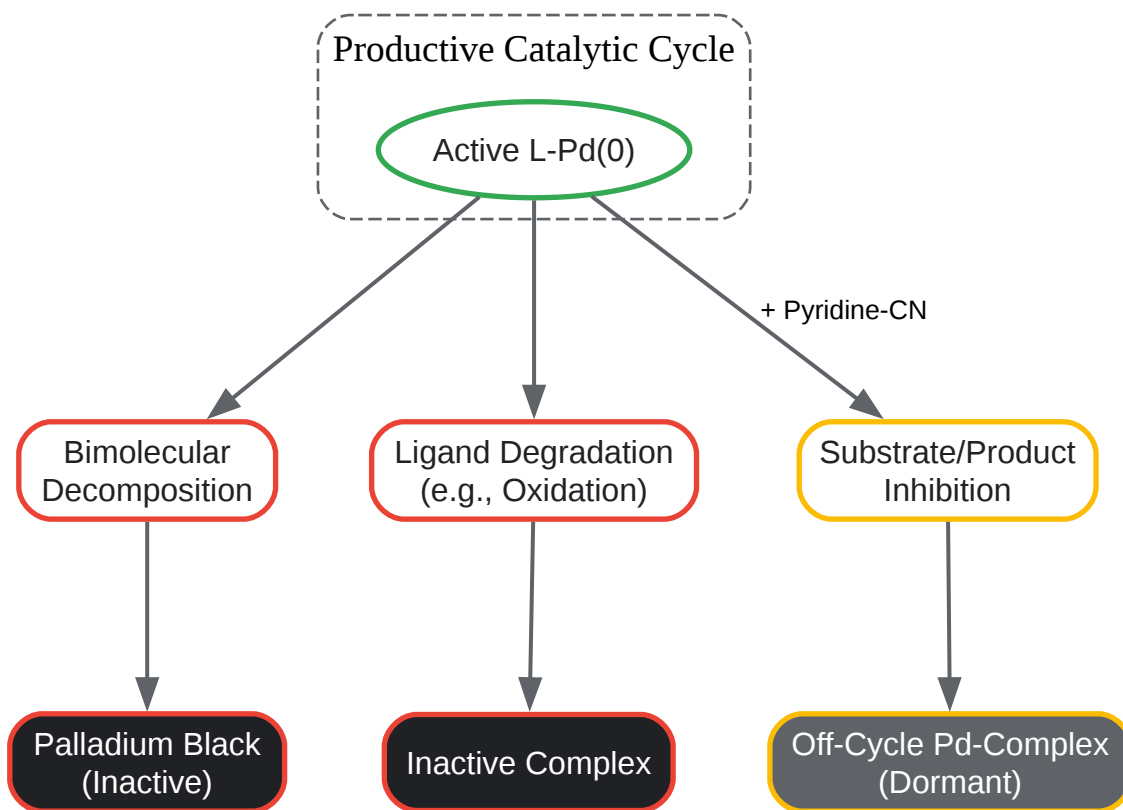 Productive Catalytic Cycle
Active L-Pd(0)
+ Pyridine-CN
Bimolecular
Decomposition
Ligand Degradation
(e.g., Oxidation)
Substrate/Product
Inhibition
Palladium Black
(Inactive)
Inactive Complex
Off-Cycle Pd-Complex
(Dormant)